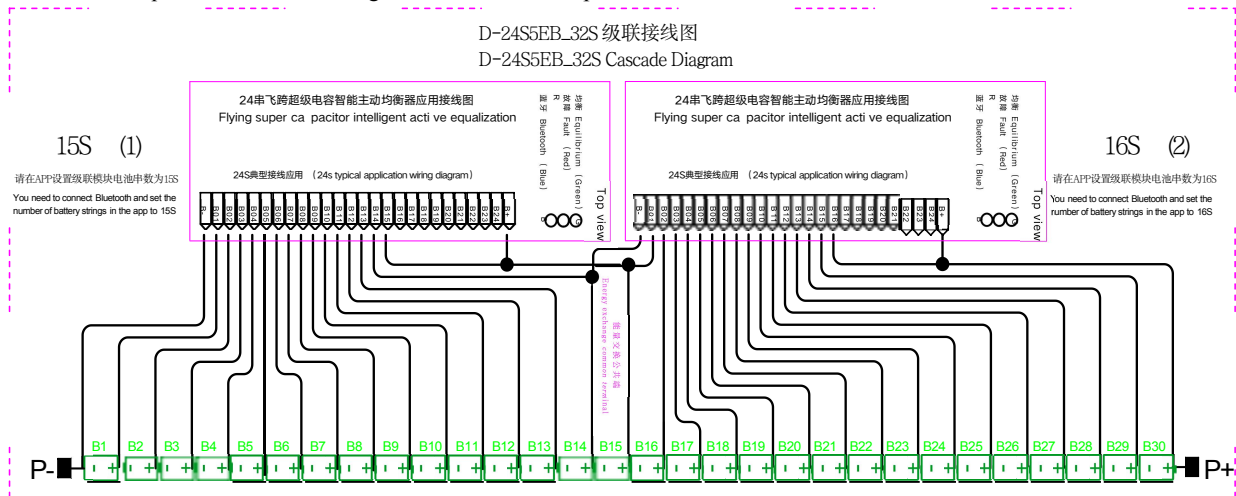 D-24S5EB_32S 级联接线图
D-24S5EB_32S Cascade Diagram
15S (1)
请在APP设置级联模块电池串数为15S
You need to connect Bluetooth and set the
number of battery strings in the app to 15S
24串飞跨超级电容智能主动均衡器应用接线图
Flying super ca pacitor intelligent acti ve equalization
24S典型接线应用 (24s typical application wiring diagram)
B- B01 B02 B03 B04 B05 B06 B07 B08 B09 B10 B11 B12 B13 B14 B15 B16 B17 B18 B19 B20 B21 B22 B23 B24 B+
均衡 Equilibrium (Green) G
故障 Fault (Red)
R
蓝牙 Bluetooth (Blue)
B
Top view
24串飞跨超级电容智能主动均衡器应用接线图
Flying super ca pacitor intelligent acti ve equalization
24S典型接线应用 (24s typical application wiring diagram)
B- B01 B02 B03 B04 B05 B06 B07 B08 B09 B10 B11 B12 B13 B14 B15 B16 B17 B18 B19 B20 B21 B22 B23 B24 B+
均衡 Equilibrium (Green) G
故障 Fault (Red)
R
蓝牙 Bluetooth (Blue)
B
Top view
16S (2)
请在APP设置级联模块电池串数为16S
You need to connect Bluetooth and set the
number of battery strings in the app to 16S
能量交换公共端
Energy exchange common terminal
B1 B2 B3 B4 B5 B6 B7 B8 B9 B10 B11 B12 B13 B14 B15 B16 B17 B18 B19 B20 B21 B22 B23 B24 B25 B26 B27 B28 B29 B30
P- P+